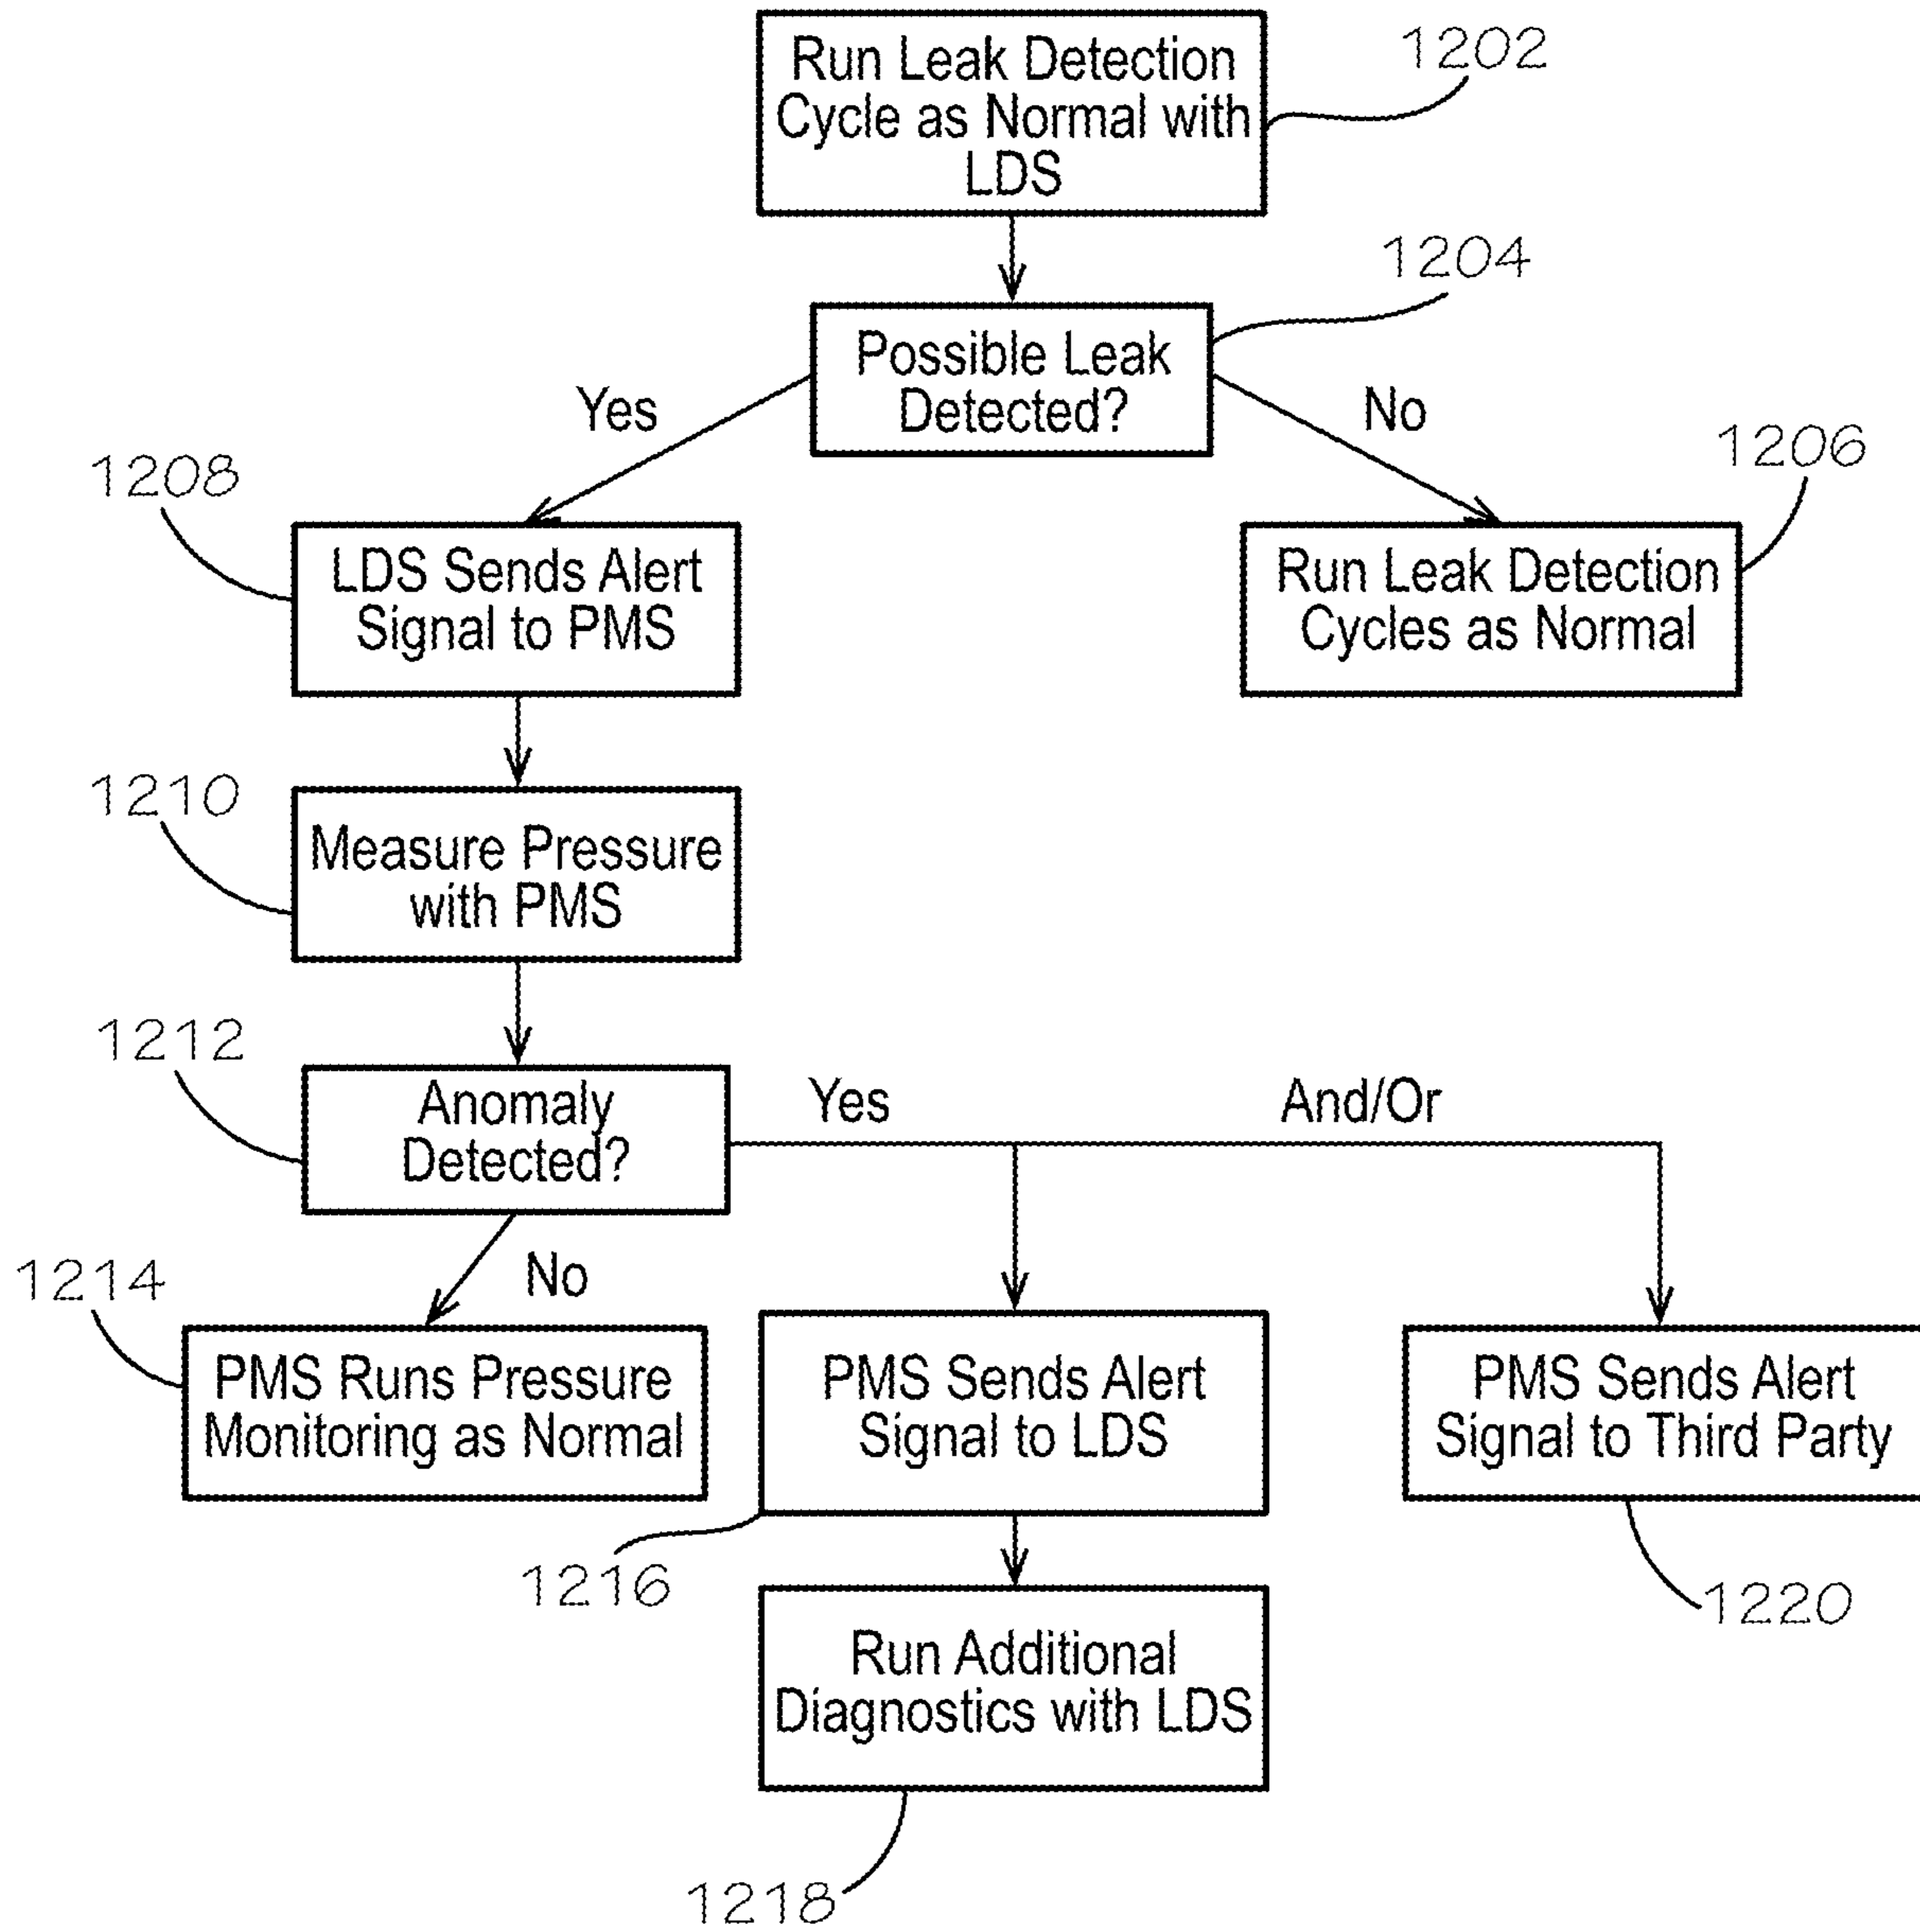 Run Leak Detection
Cycle as Normal with
LDS
1202
1204
Possible Leak
Detected?
Yes
No
1208
1206
LDS Sends Alert
Signal to PMS
Run Leak Detection
Cycles as Normal
1210
Measure Pressure
with PMS
1212
Anomaly
Detected?
Yes
And/Or
No
1214
PMS Runs Pressure
Monitoring as Normal
PMS Sends Alert
Signal to LDS
PMS Sends Alert
Signal to Third Party
1216
1220
Run Additional
Diagnostics with LDS
1218